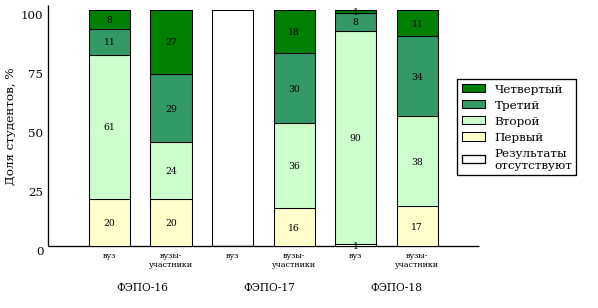 Доля студентов, %
100
75
50
25
0
8
11
61
20
27
29
24
20
18
30
36
16
1
8
90
1
11
34
38
17
Четвертый
Третий
Второй
Первый
Результаты
отсутствуют
вуз
вузы-
участники
вуз
вузы-
участники
вуз
вузы-
участники
ФЭПО-16
ФЭПО-17
ФЭПО-18